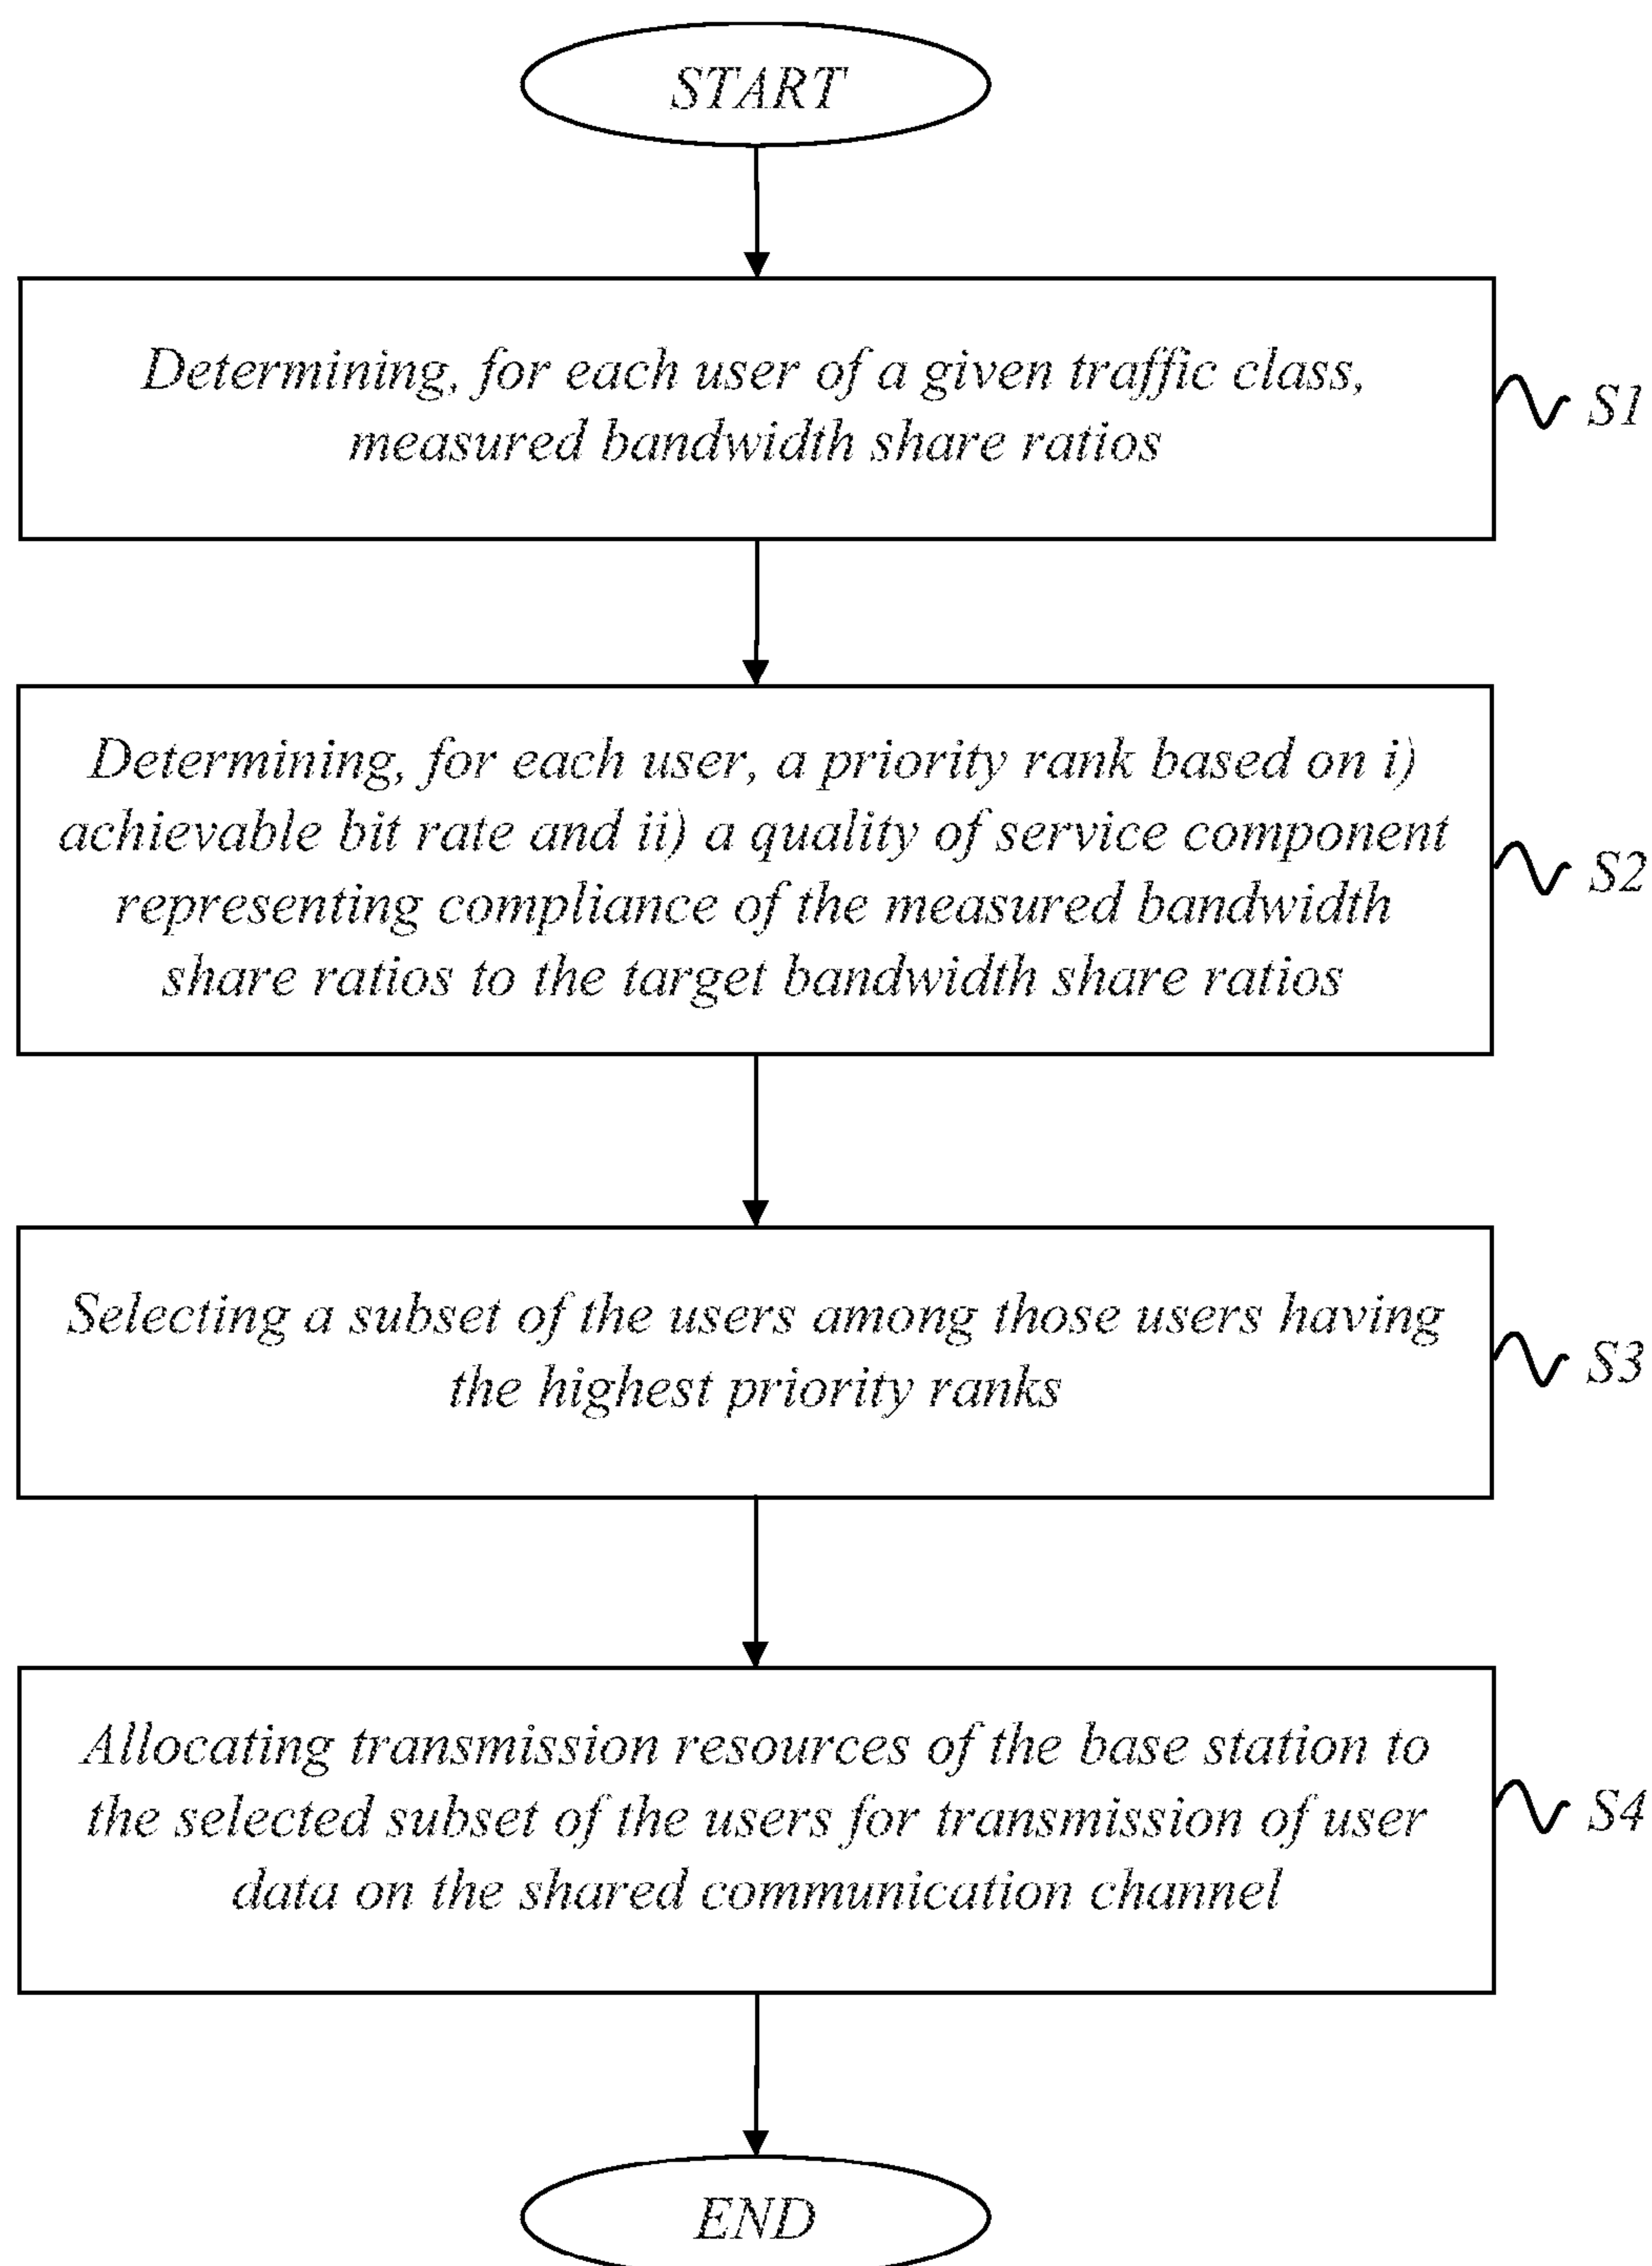 START
Determining, for each user of a given traffic class,
measured bandwidth share ratios
S1
Determining, for each user, a priority rank based on i)
achievable bit rate and ii) a quality of service component
representing compliance of the measured bandwidth
share ratios to the target bandwidth share ratios
S2
Selecting a subset of the users among those users having
the highest priority ranks
S3
Allocating transmission resources of the base station to
the selected subset of the users for transmission of user
data on the shared communication channel
S4
END